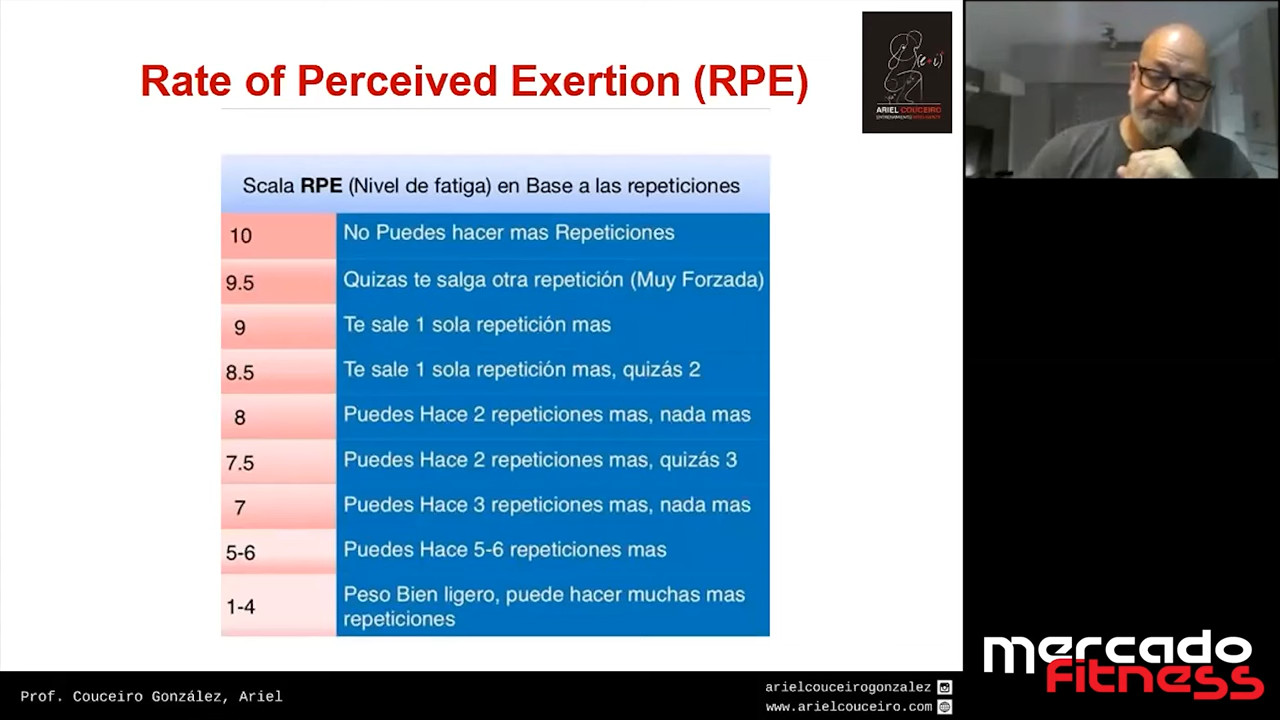 Rate of Perceived Exertion (RPE)
ARIEL COUCEIRO
Scala RPE (Nivel de fatiga) en Base a las repeticiones
10 No Puedes hacer mas Repeticiones
9.5 Quizas te salga otra repetición (Muy Forzada)
9 Te sale 1 sola repetición mas
8.5 Te sale 1 sola repetición mas, quizás 2
8 Puedes Hace 2 repeticiones mas, nada mas
7.5 Puedes Hace 2 repeticiones mas, quizás 3
7 Puedes Hace 3 repeticiones mas, nada mas
5-6 Puedes Hace 5-6 repeticiones mas
1-4 Peso Bien ligero, puede hacer muchas mas
repeticiones
Prof. Couceiro González, Ariel
arielcouceirogonzalez
www.arielcouceiro.com
mercado
fitness